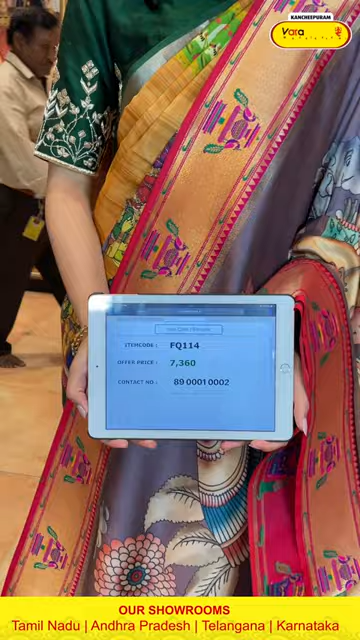 KANCHEEPURAM
Vara
ITEMCODE : FQ114
OFFER PRICE : 7,360
CONTACT NO : 89 0001 0002
OUR SHOWROOMS
Tamil Nadu | Andhra Pradesh | Telangana | Karnataka